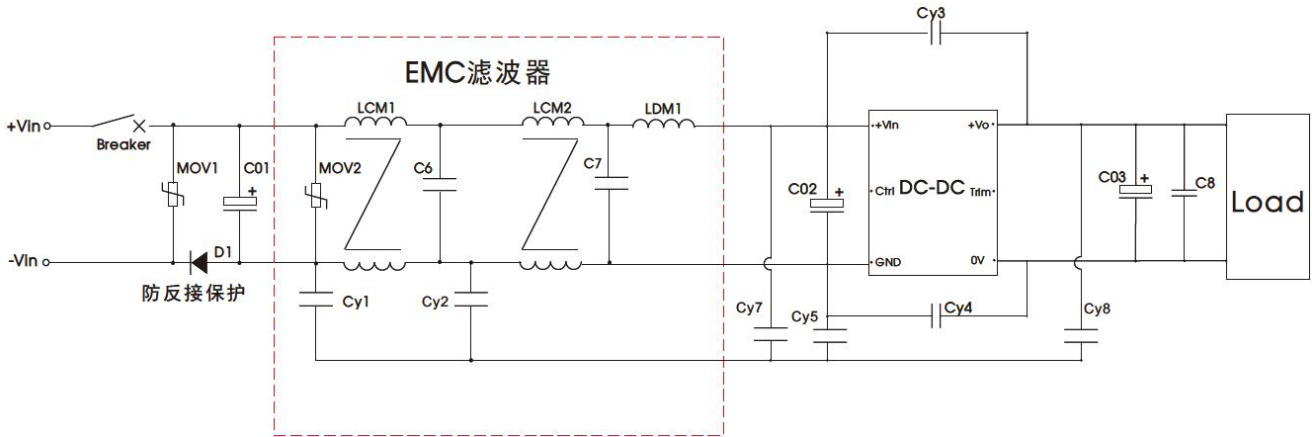 Cy3
EMC滤波器
LCM1
LCM2
LDM1
+Vin
Breaker
MOV1
C01
+
MOV2
C6
C7
C02
+
+Vin
+Vo
Ctrl
DC-DC
Trim
GND
0V
C03
+
C8
Load
-Vin
D1
防反接保护
Cy1
Cy2
Cy7
Cy5
Cy4
Cy8